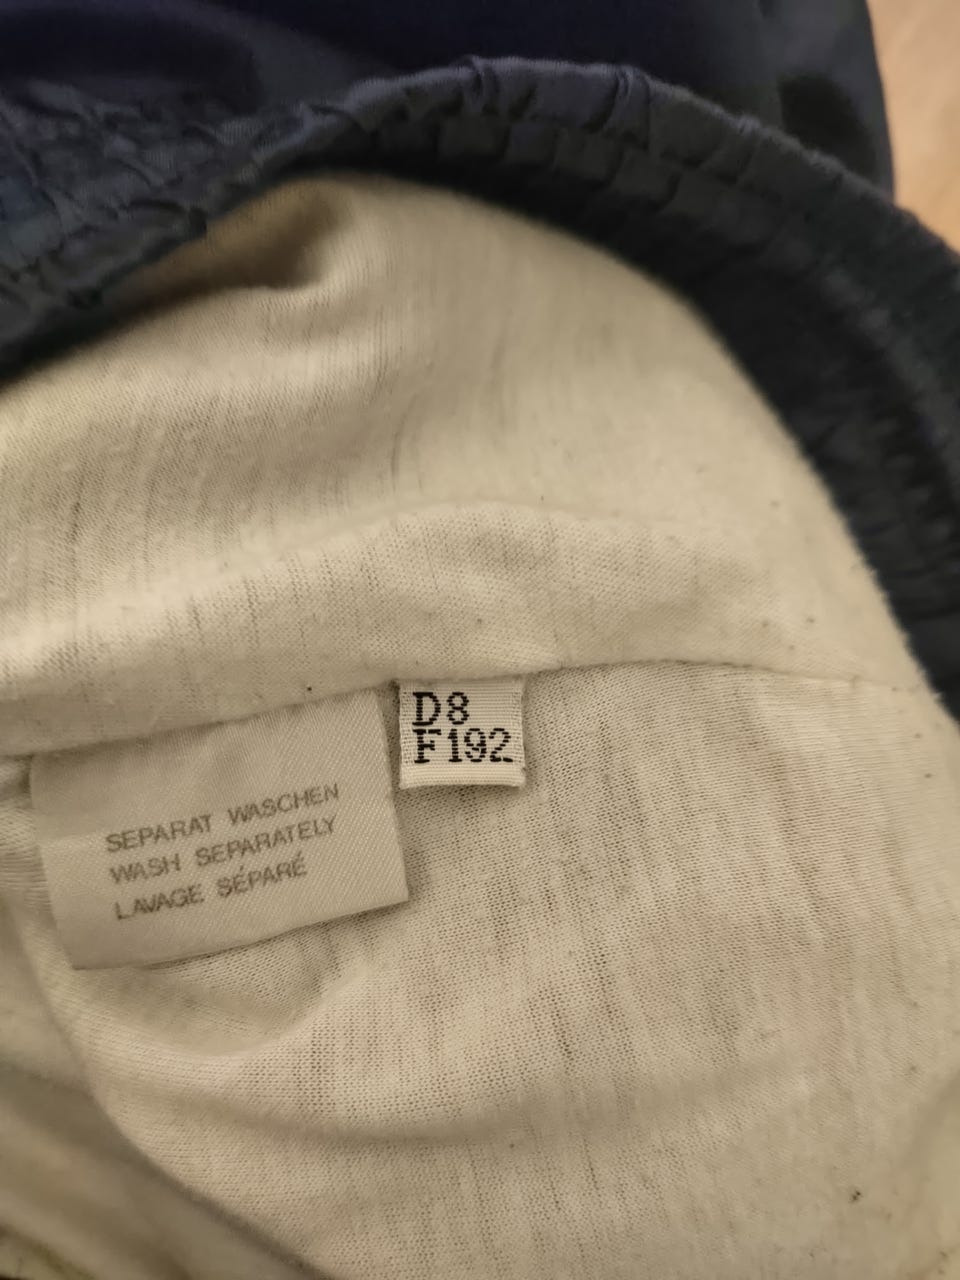 D8
F192
SEPARAT WASCHEN
WASH SEPARATELY
LAVAGE SÉPARÉ